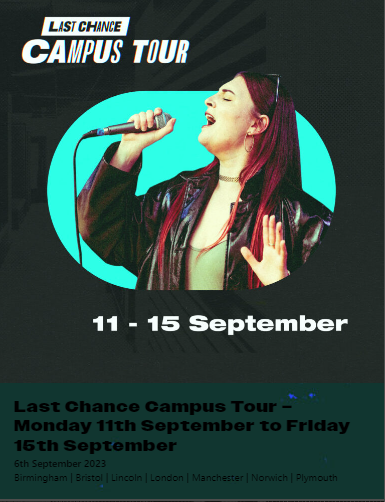 LAST CHANCE
CAMPUS TOUR
11 - 15 September
Last Chance Campus Tour –
Monday 11th September to Friday
15th September
6th September 2023
Birmingham | Bristol | Lincoln | London | Manchester | Norwich | Plymouth